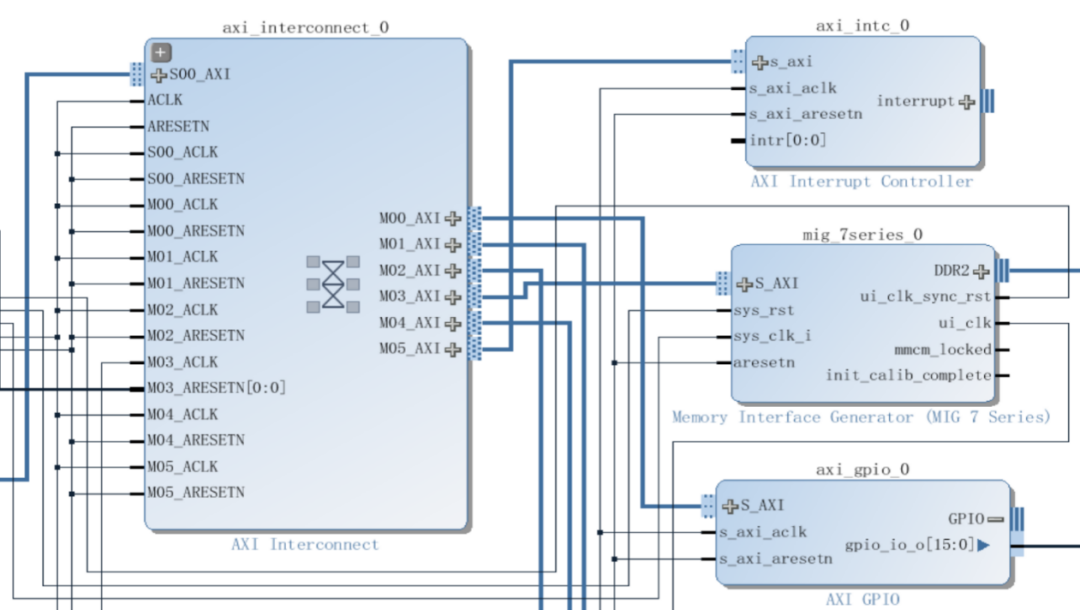 axi_interconnect_0
S00_AXI
ACLK
ARESETN
S00_ACLK
S00_ARESETN
M00_ACLK
M00_ARESETN
M01_ACLK
M01_ARESETN
M02_ACLK
M02_ARESETN
M03_ACLK
M03_ARESETN[0:0]
M04_ACLK
M04_ARESETN
M05_ACLK
M05_ARESETN
M00_AXI
M01_AXI
M02_AXI
M03_AXI
M04_AXI
M05_AXI
AXI Interconnect
axi_intc_0
s_axi
s_axi_aclk
s_axi_aresetn
intr[0:0]
interrupt
AXI Interrupt Controller
mig_7series_0
S_AXI
sys_rst
sys_clk_i
aresetn
DDR2
ui_clk_sync_rst
ui_clk
mmcm_locked
init_calib_complete
Memory Interface Generator (MIG 7 Series)
axi_gpio_0
S_AXI
s_axi_aclk
s_axi_aresetn
GPIO
gpio_io_o[15:0]
AXI GPIO